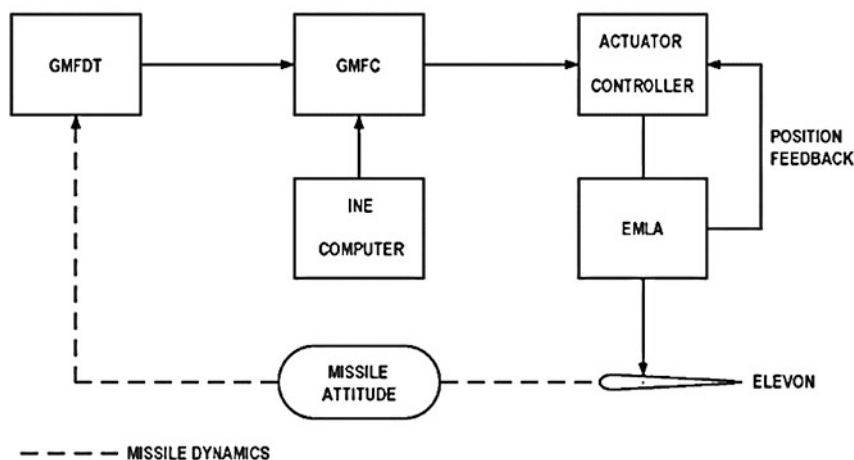 GMFDT
GMFC
ACTUATOR
CONTROLLER
POSITION
FEEDBACK
INE
COMPUTER
EMLA
MISSILE
ATTITUDE
ELEVON
MISSILE DYNAMICS